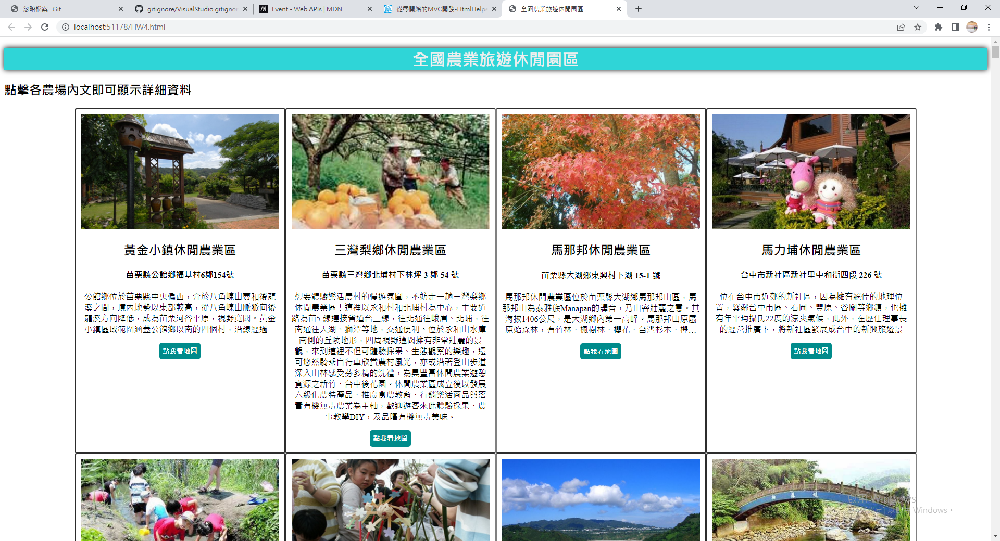 忽略檔案 · Git
gitignore/VisualStudio.gitignor
Event - Web APIs | MDN
從零開始的MVC開發-HtmlHelpe
全國農業旅遊休閒園區
localhost:51178/HW4.html
全國農業旅遊休閒園區
點擊各農場內文即可顯示詳細資料
黃金小鎮休閒農業區
苗栗縣公館鄉福基村6鄰154號
公館鄉位於苗栗縣中央偏西，介於八角崠山賣和後龍
溪之間，境內地勢以東部較高，從八角崠山脈脈向後
龍溪方向降低，成為苗栗河谷平原，視野寬闊。黃金
小鎮區域範圍涵蓋公館鄉以南的四個村，沿線經過...
點我看地圖
三灣梨鄉休閒農業區
苗栗縣三灣鄉北埔村下林坪 3 鄰 54 號
想要體驗樂活農村的慢遊氛圍，不妨走一趟三灣梨鄉
休閒農業區！這裡以永和村和北埔村為中心，主要道
路為苗5 線連接省道台三線，往北通往峨眉、北埔，往
南通往大湖、獅潭等地，交通便利。位於永和山水庫
南側的丘陵地形，四周視野遼闊擁有非常壯麗的景
觀，來到這裡不但可體驗採果、生態觀察的樂趣，還
可悠然騎乘自行車欣賞農村風光，亦或沿著登山步道
深入山林感受芬多精的洗禮，為具豐富休閒農業遊憩
資源之新竹、台中後花園。休閒農業區成立後以發展
六級化農特產品、推廣食農教育、行銷樂活商品與落
實有機無毒農業為主軸，歡迎遊客來此體驗採果、農
事教學DIY，及品嚐有機無毒美味。
點我看地圖
馬那邦休閒農業區
苗栗縣大湖鄉東興村下湖 15-1 號
馬那邦休閒農業區位於苗栗縣大湖鄉馬那邦山區，馬
那邦山為泰雅族Manapan的譯音，乃山容壯麗之意。其
海拔1406公尺，是大湖鄉內第一高峰。馬那邦山原屬
原始森林，有竹林、楓樹林、櫻花、台灣杉木、櫸...
點我看地圖
馬力埔休閒農業區
台中市新社區新社里中和街四段 226 號
位在台中市近郊的新社區，因為擁有絕佳的地理位
置，緊鄰台中市區、石岡、豐原、谷關等鄉鎮，也擁
有年平均攝氏22度的涼爽氣候，此外，在歷任理事長
的經營推廣下，將新社區發展成台中的新興旅遊景...
點我看地圖
啟用 Windows
設定] 以啟用 Windows。